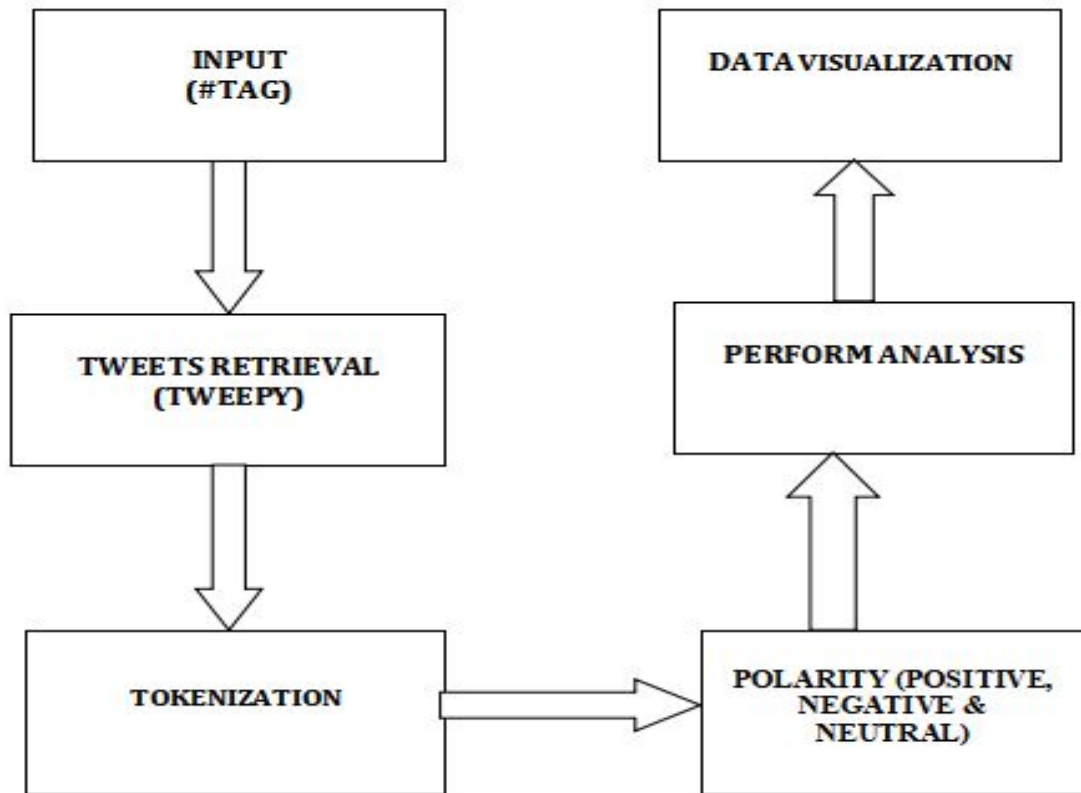 INPUT
(#TAG)
TWEETS RETRIEVAL
(TWEEPY)
TOKENIZATION
POLARITY (POSITIVE,
NEGATIVE &
NEUTRAL)
PERFORM ANALYSIS
DATA VISUALIZATION